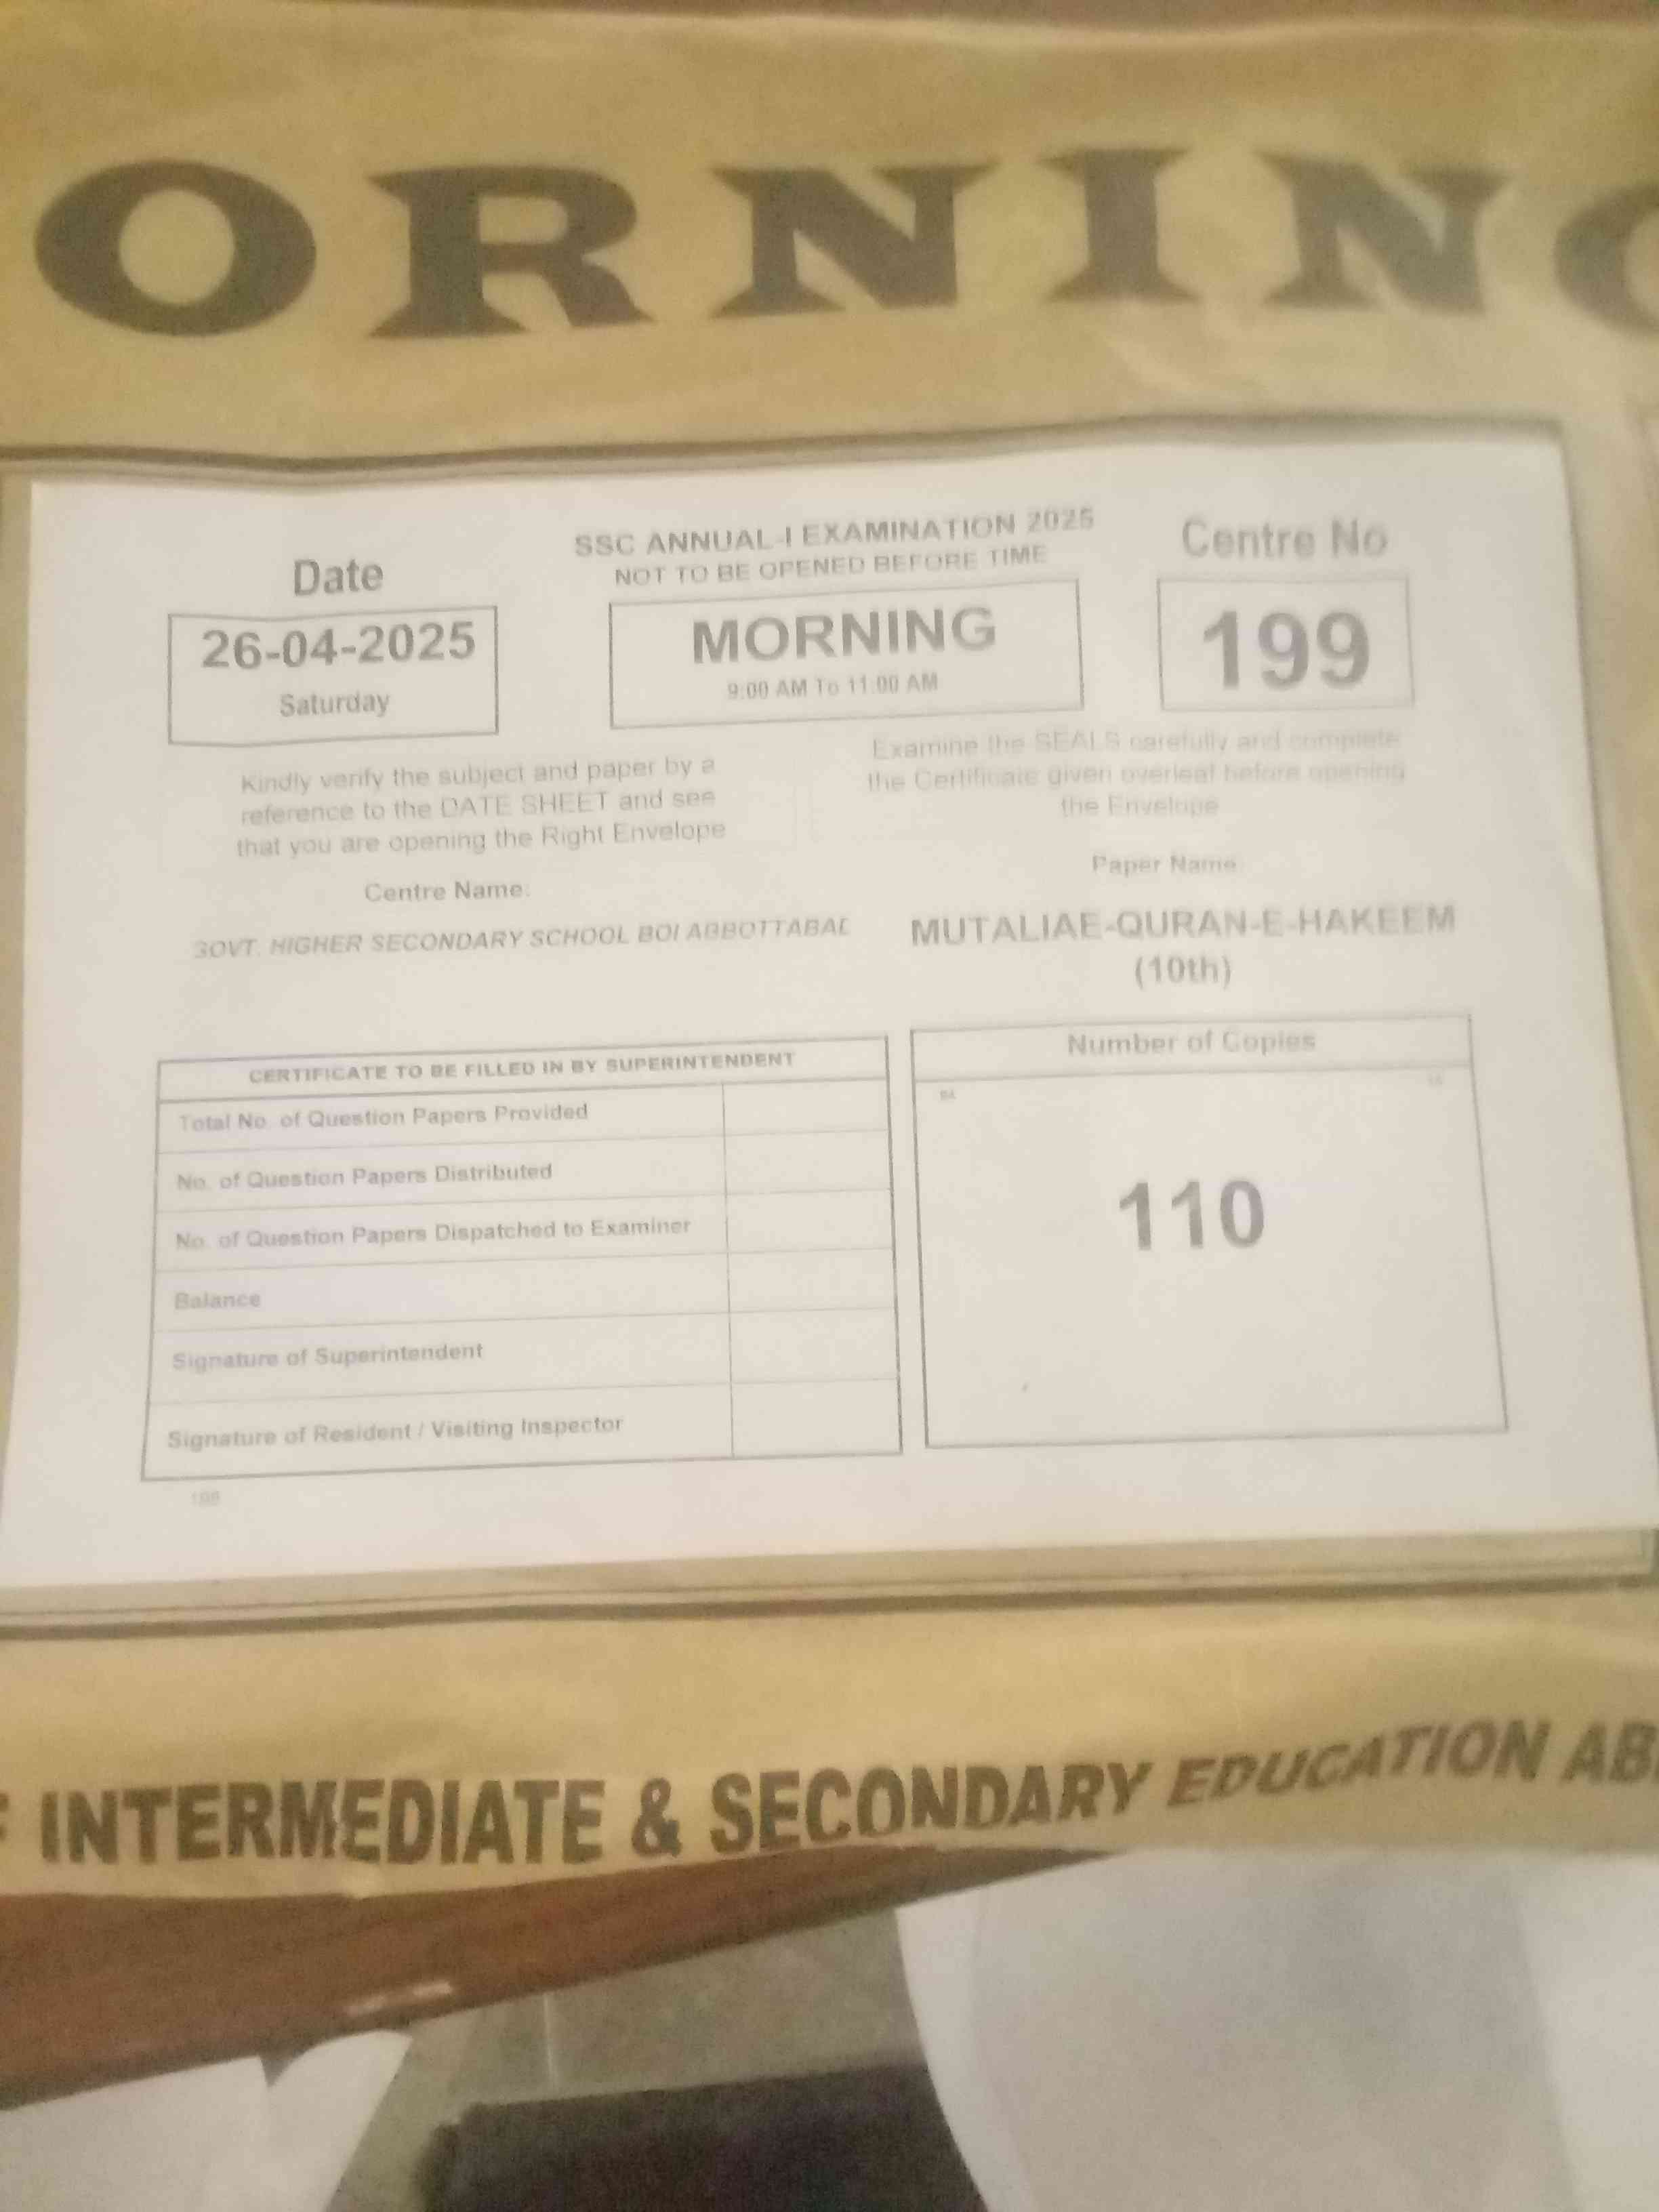 ORNING
SSC ANNUAL-I EXAMINATION 2025
NOT TO BE OPENED BEFORE TIME
Date
26-04-2025
Saturday
MORNING
9:00 AM To 11:00 AM
Centre No
199
Kindly verify the subject and paper by a
reference to the DATE SHEET and see
that you are opening the Right Envelope
Examine the SEALS carefully and complete
the Certificate given overleaf before opening
the Envelope
Centre Name:
GOVT. HIGHER SECONDARY SCHOOL BOI ABBOTTABAD
Paper Name
MUTALIAE-QURAN-E-HAKEEM
(10th)
CERTIFICATE TO BE FILLED IN BY SUPERINTENDENT
Total No. of Question Papers Provided
No. of Question Papers Distributed
No. of Question Papers Dispatched to Examiner
Balance
Signature of Superintendent
Signature of Resident / Visiting Inspector
Number of Copies
110
F INTERMEDIATE & SECONDARY EDUCATION AB